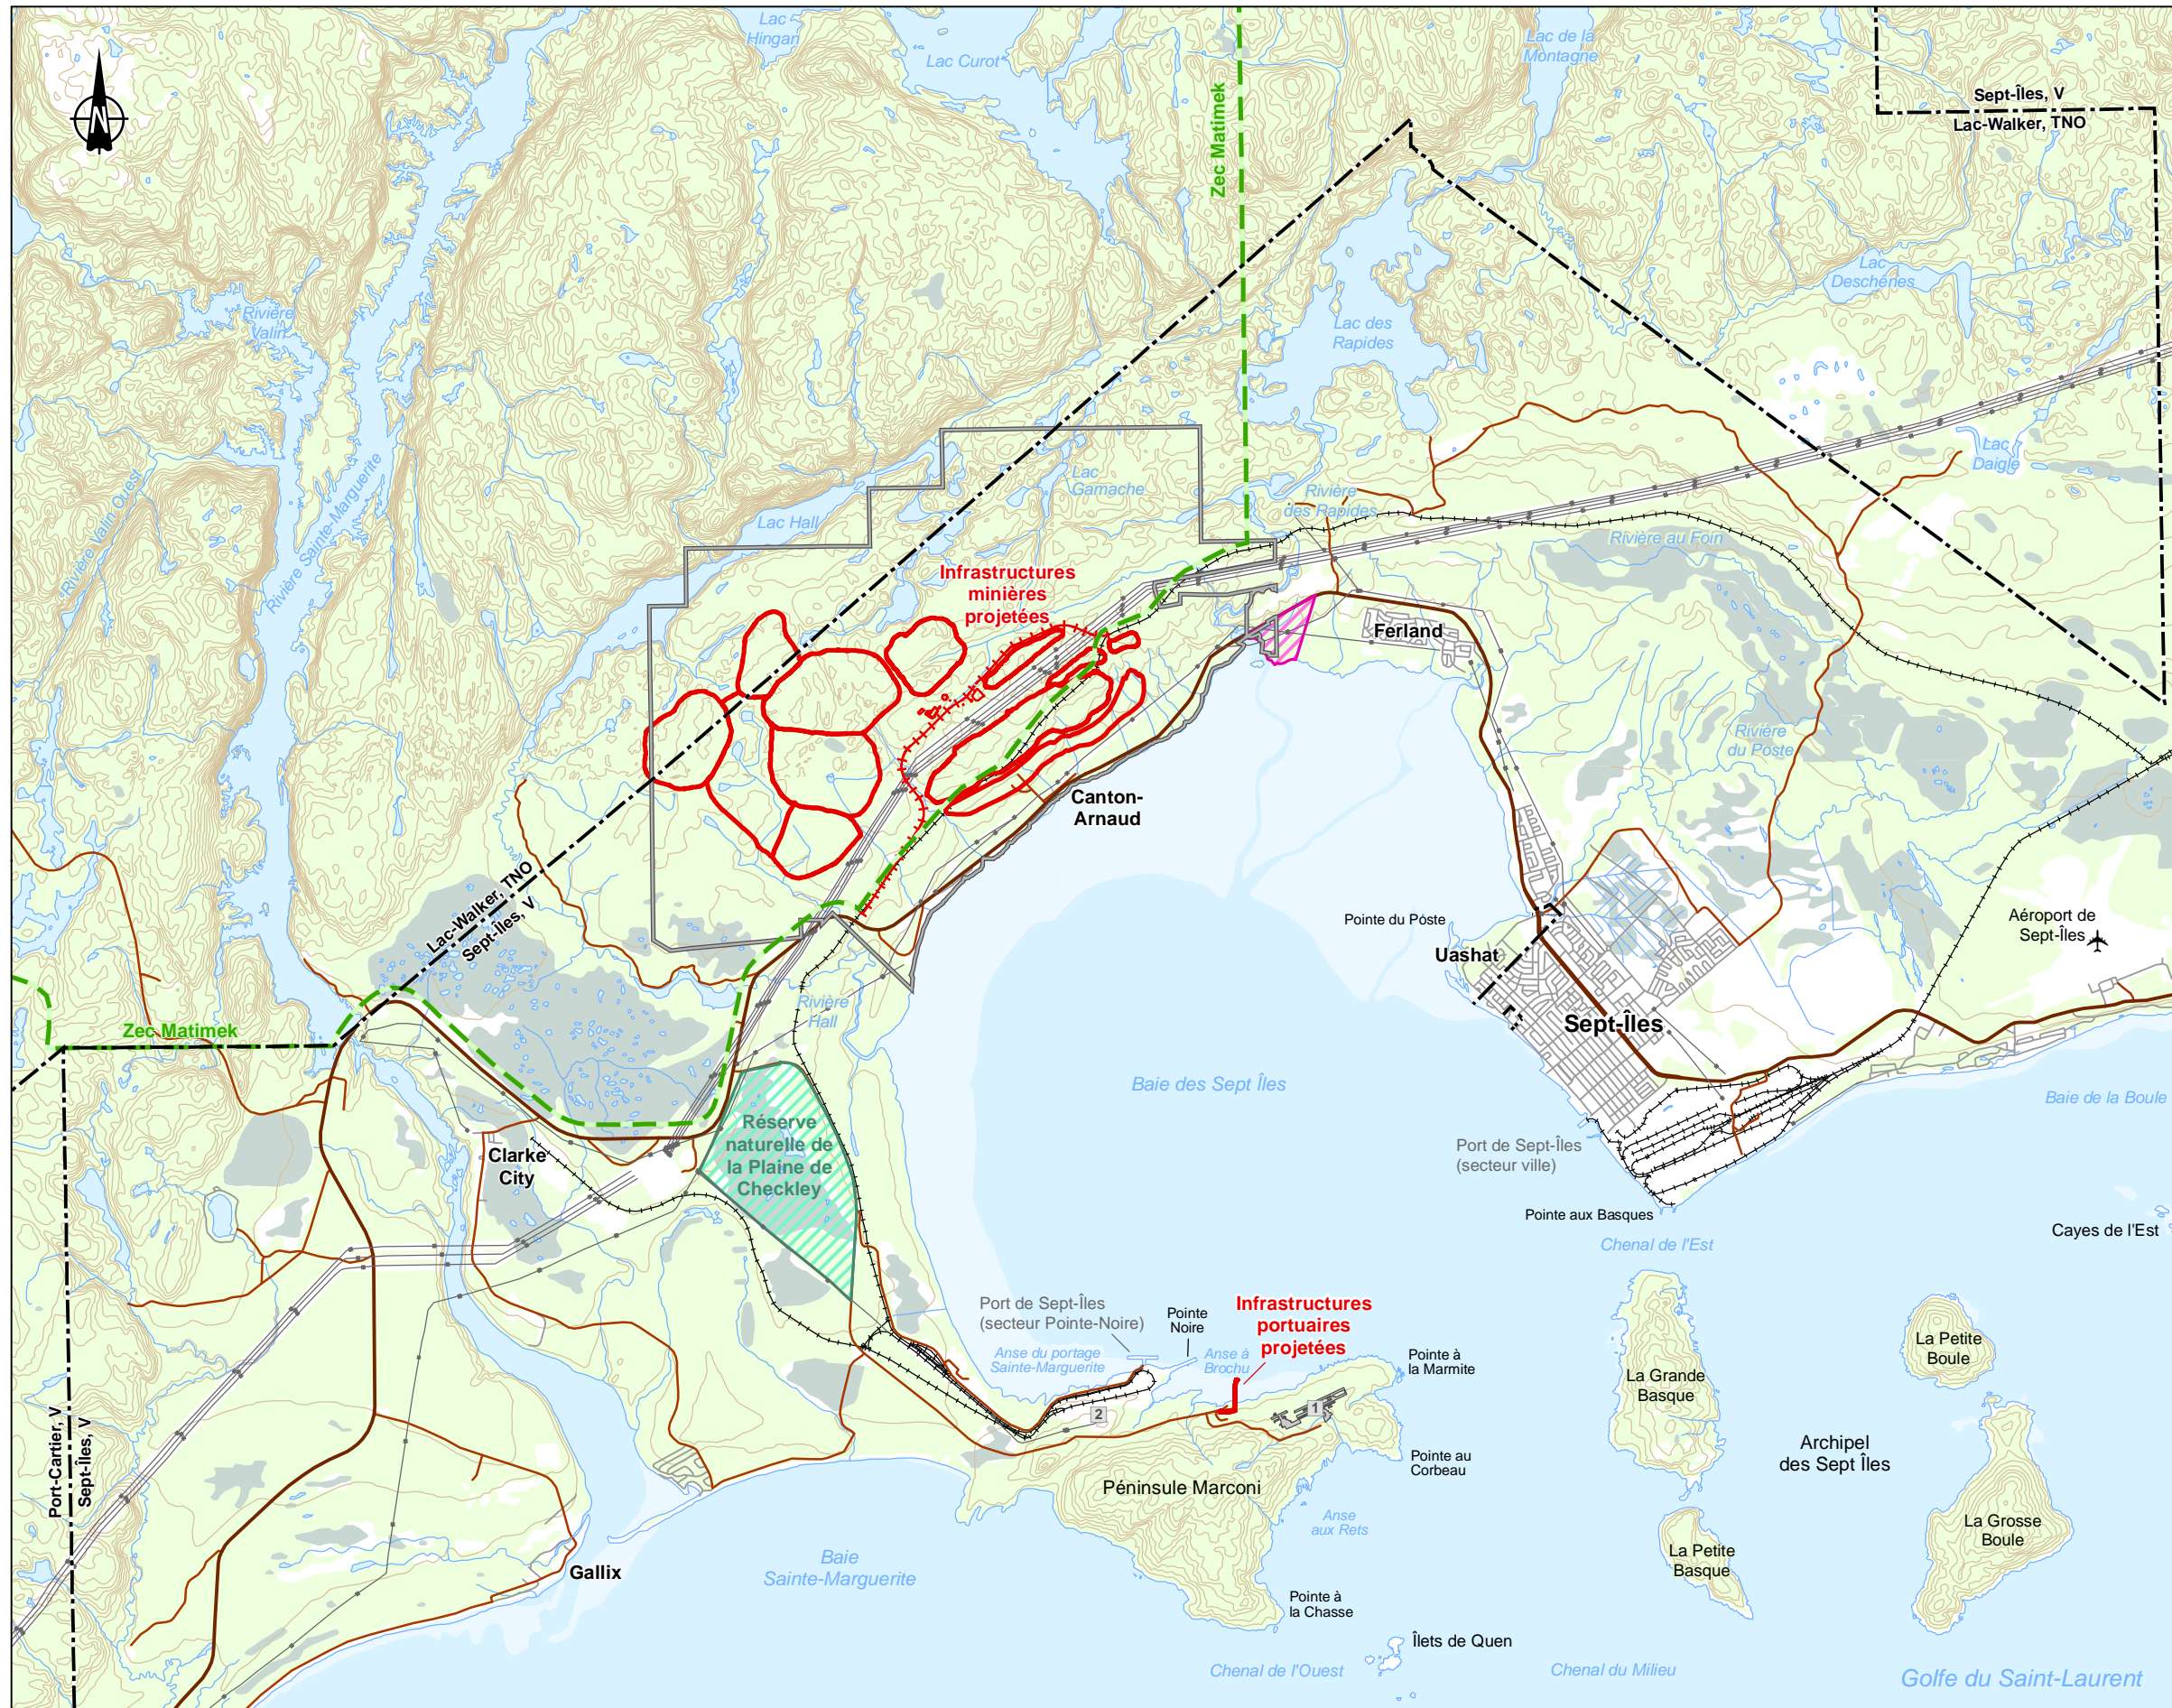 Lac
Hingan
Lac Curot
Lac de la
Montagne
N
Zec Matimek
Sept-Îles, V
Lac-Walker, TNO
Lac
Deschênes
Rivière
Valin
Lac des
Rapides
Lac
Daigle
Rivière Valin Ouest
Rivière Sainte-Marguerite
Lac
Gamache
Lac Hall
Rivière
des Rapides
Rivière au Foin
Infrastructures
minières
projetées
Ferland
Rivière
du Poste
Canton-
Arnaud
Lac-Walker, TNO
Sept-Îles, V
Pointe du Poste
Uashat
Aéroport de
Sept-Îles
Rivière
Hall
Sept-Îles
Zec Matimek
Baie des Sept Îles
Baie de la Boule
Réserve
naturelle de
la Plaine de
Checkley
Clarke
City
Port de Sept-Îles
(secteur ville)
Pointe aux Basques
Chenal de l'Est
Cayes de l'Est
Port de Sept-Îles
(secteur Pointe-Noire)
Pointe
Noire
Infrastructures
portuaires
projetées
Anse du portage
Sainte-Marguerite
Anse à
Brochu
Pointe à
la Marmite
La Petite
Boule
La Grande
Basque
2
1
Pointe au
Corbeau
Archipel
des Sept Îles
Péninsule Marconi
Port-Cartier, V
Sept-Îles, V
Anse
aux Rets
La Grosse
Boule
La Petite
Basque
Gallix
Baie
Sainte-Marguerite
Pointe à
la Chasse
Îlets de Quen
Chenal de l'Ouest
Chenal du Milieu
Golfe du Saint-Laurent